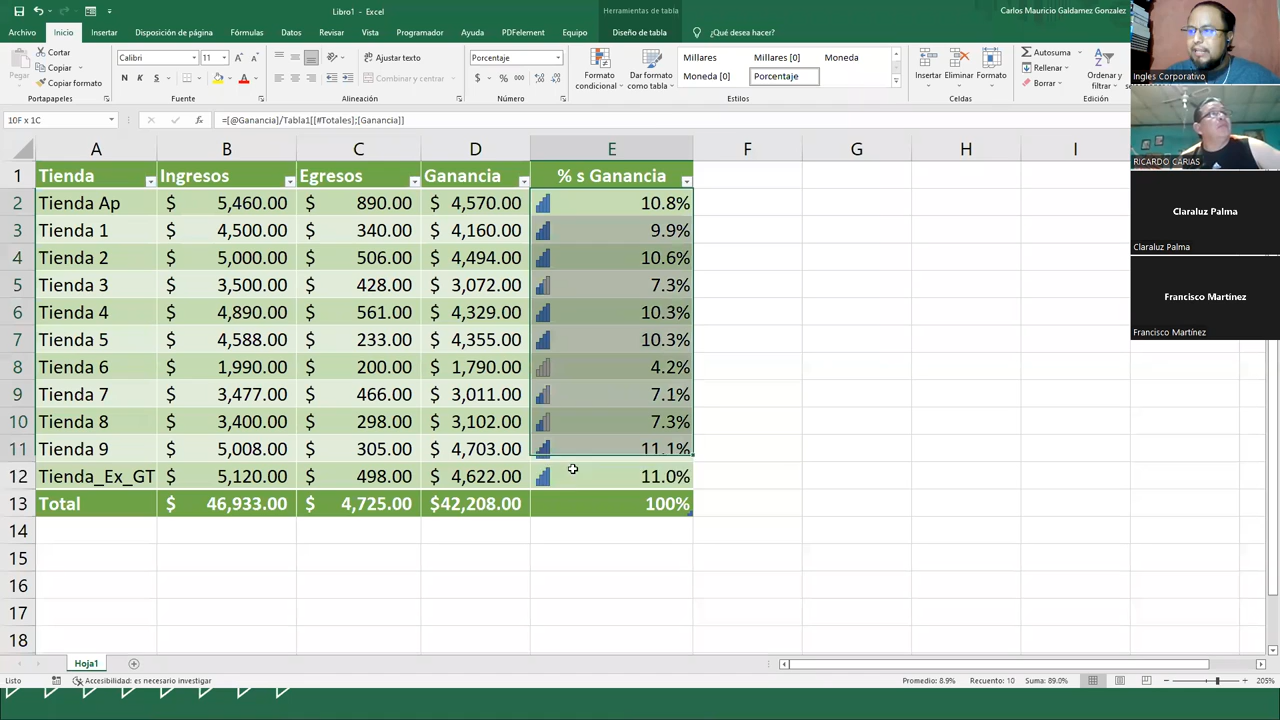 Libro1 - Excel
Herramientas de tabla
Carlos Mauricio Galdamez Gonzalez
Archivo Inicio Insertar Disposición de página Fórmulas Datos Revisar Vista Programador Ayuda PDFelement Equipo Diseño de tabla ¿Qué desea hacer?
Pegar
Cortar
Copiar
Copiar formato
Portapapeles
Calibri 11
N K S
Fuente
Ajustar texto
Combinar y centrar
Alineación
Porcentaje
$ % 000
Número
Formato condicional
Dar formato como tabla
Millares Millares [0] Moneda
Moneda [0] Porcentaje
Estilos
Insertar Eliminar Formato
Celdas
Autosuma
Rellenar
Borrar
Ordenar y filtrar
Edición
10F x 1C fx =[@Ganancia]/Tabla1[[#Totales];[Ganancia]]
A B C D E F G H I
1 Tienda Ingresos Egresos Ganancia % s Ganancia
2 Tienda Ap $ 5,460.00 $ 890.00 $ 4,570.00 10.8%
3 Tienda 1 $ 4,500.00 $ 340.00 $ 4,160.00 9.9%
4 Tienda 2 $ 5,000.00 $ 506.00 $ 4,494.00 10.6%
5 Tienda 3 $ 3,500.00 $ 428.00 $ 3,072.00 7.3%
6 Tienda 4 $ 4,890.00 $ 561.00 $ 4,329.00 10.3%
7 Tienda 5 $ 4,588.00 $ 233.00 $ 4,355.00 10.3%
8 Tienda 6 $ 1,990.00 $ 200.00 $ 1,790.00 4.2%
9 Tienda 7 $ 3,477.00 $ 466.00 $ 3,011.00 7.1%
10 Tienda 8 $ 3,400.00 $ 298.00 $ 3,102.00 7.3%
11 Tienda 9 $ 5,008.00 $ 305.00 $ 4,703.00 11.1%
12 Tienda_Ex_GT $ 5,120.00 $ 498.00 $ 4,622.00 11.0%
13 Total $ 46,933.00 $ 4,725.00 $42,208.00 100%
14
15
16
17
18
Hoja1
Listo Accesibilidad: es necesario investigar Promedio: 8.9% Recuento: 10 Suma: 89.0% 205%
Ingles Corporativo
RICARDO CARIAS
Claraluz Palma
Claraluz Palma
Francisco Martínez
Francisco Martínez